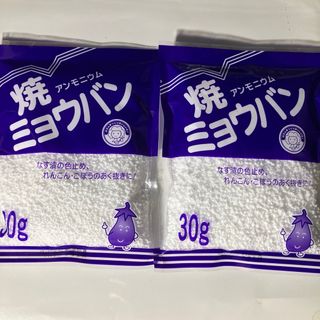 焼
アンモニウム
ミョウバン
なす漬の色止め、
れんこん・ごぼうのあく抜きに!
0g
焼
アンモニウム
ミョウバン
なす漬の色止め、
れんこん・ごぼうのあく抜きに!
30g